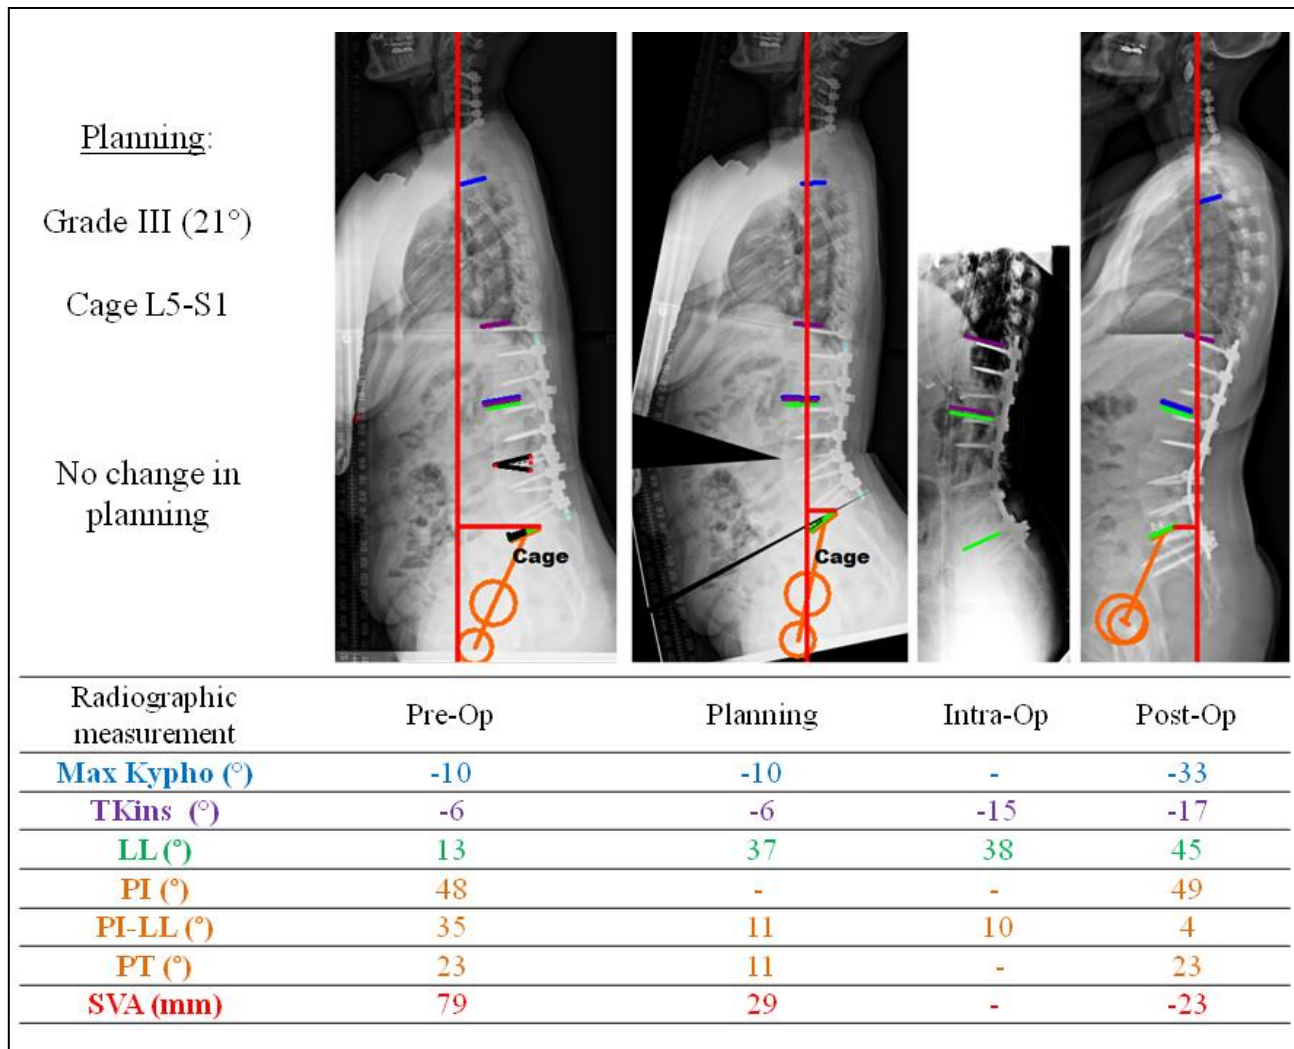 Planning:
Grade III (21°)
Cage L5-S1
No change in
planning
Cage
Cage
Radiographic
measurement Pre-Op Planning Intra-Op Post-Op
Max Kypho (°) -10 -10 - -33
TKins (°) -6 -6 -15 -17
LL (°) 13 37 38 45
PI (°) 48 - - 49
PI-LL (°) 35 11 10 4
PT (°) 23 11 - 23
SVA (mm) 79 29 - -23